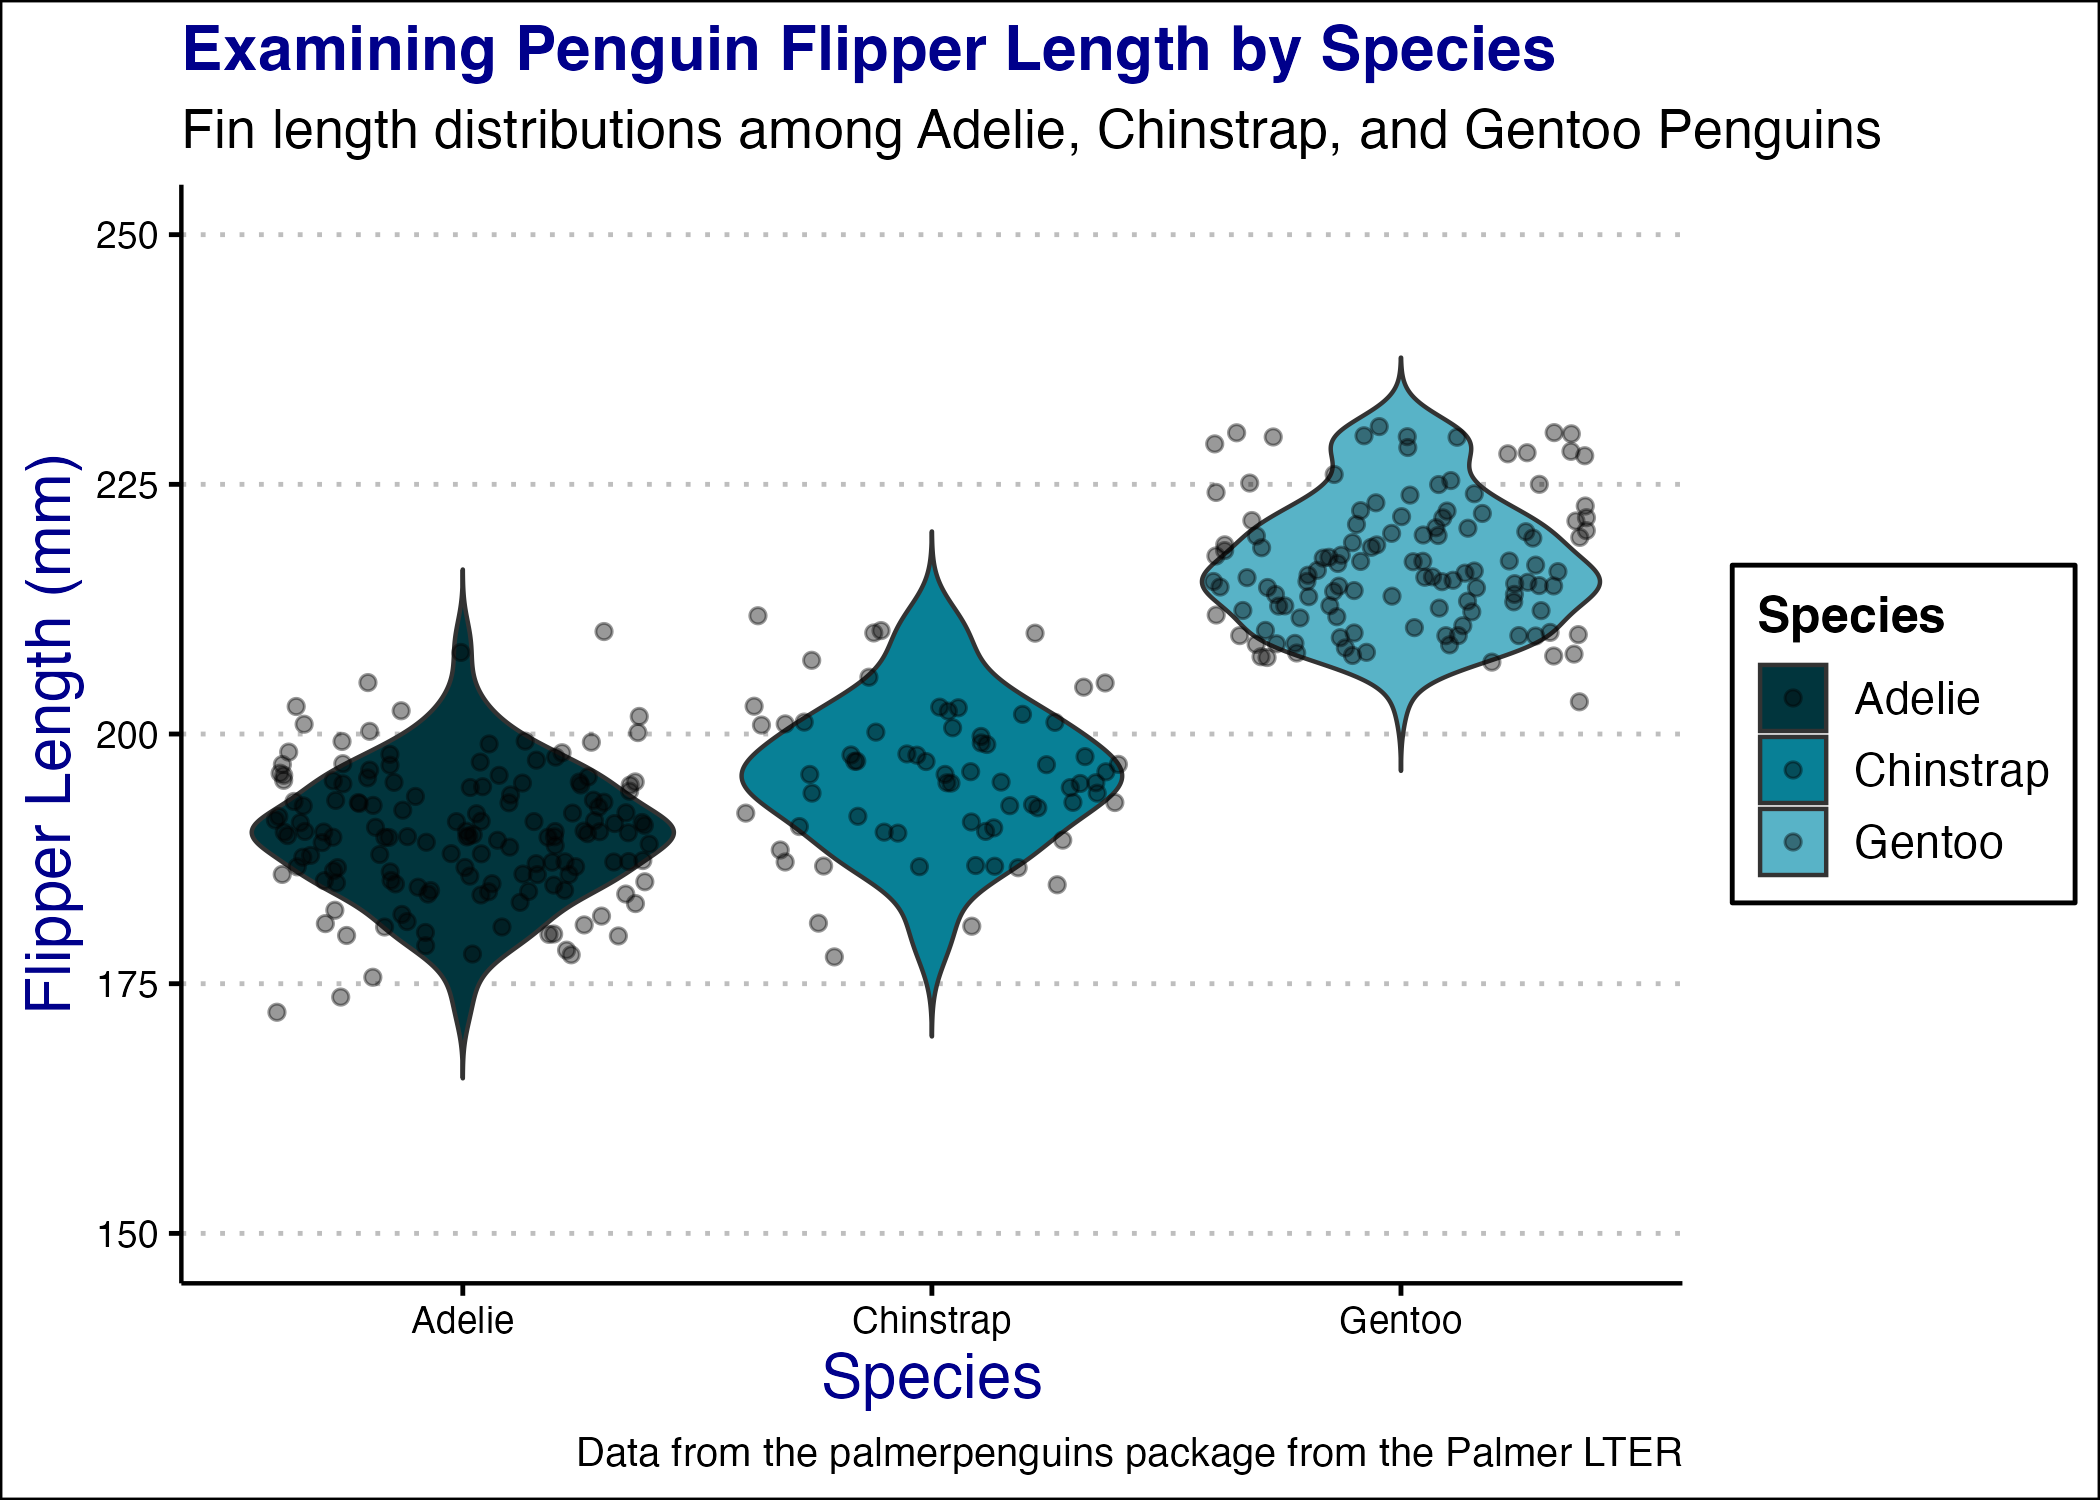 Examining Penguin Flipper Length by Species
Fin length distributions among Adelie, Chinstrap, and Gentoo Penguins
Flipper Length (mm)
250
225
200
175
150
Adelie
Chinstrap
Gentoo
Species
Species
Adelie
Chinstrap
Gentoo
Data from the palmerpenguins package from the Palmer LTER